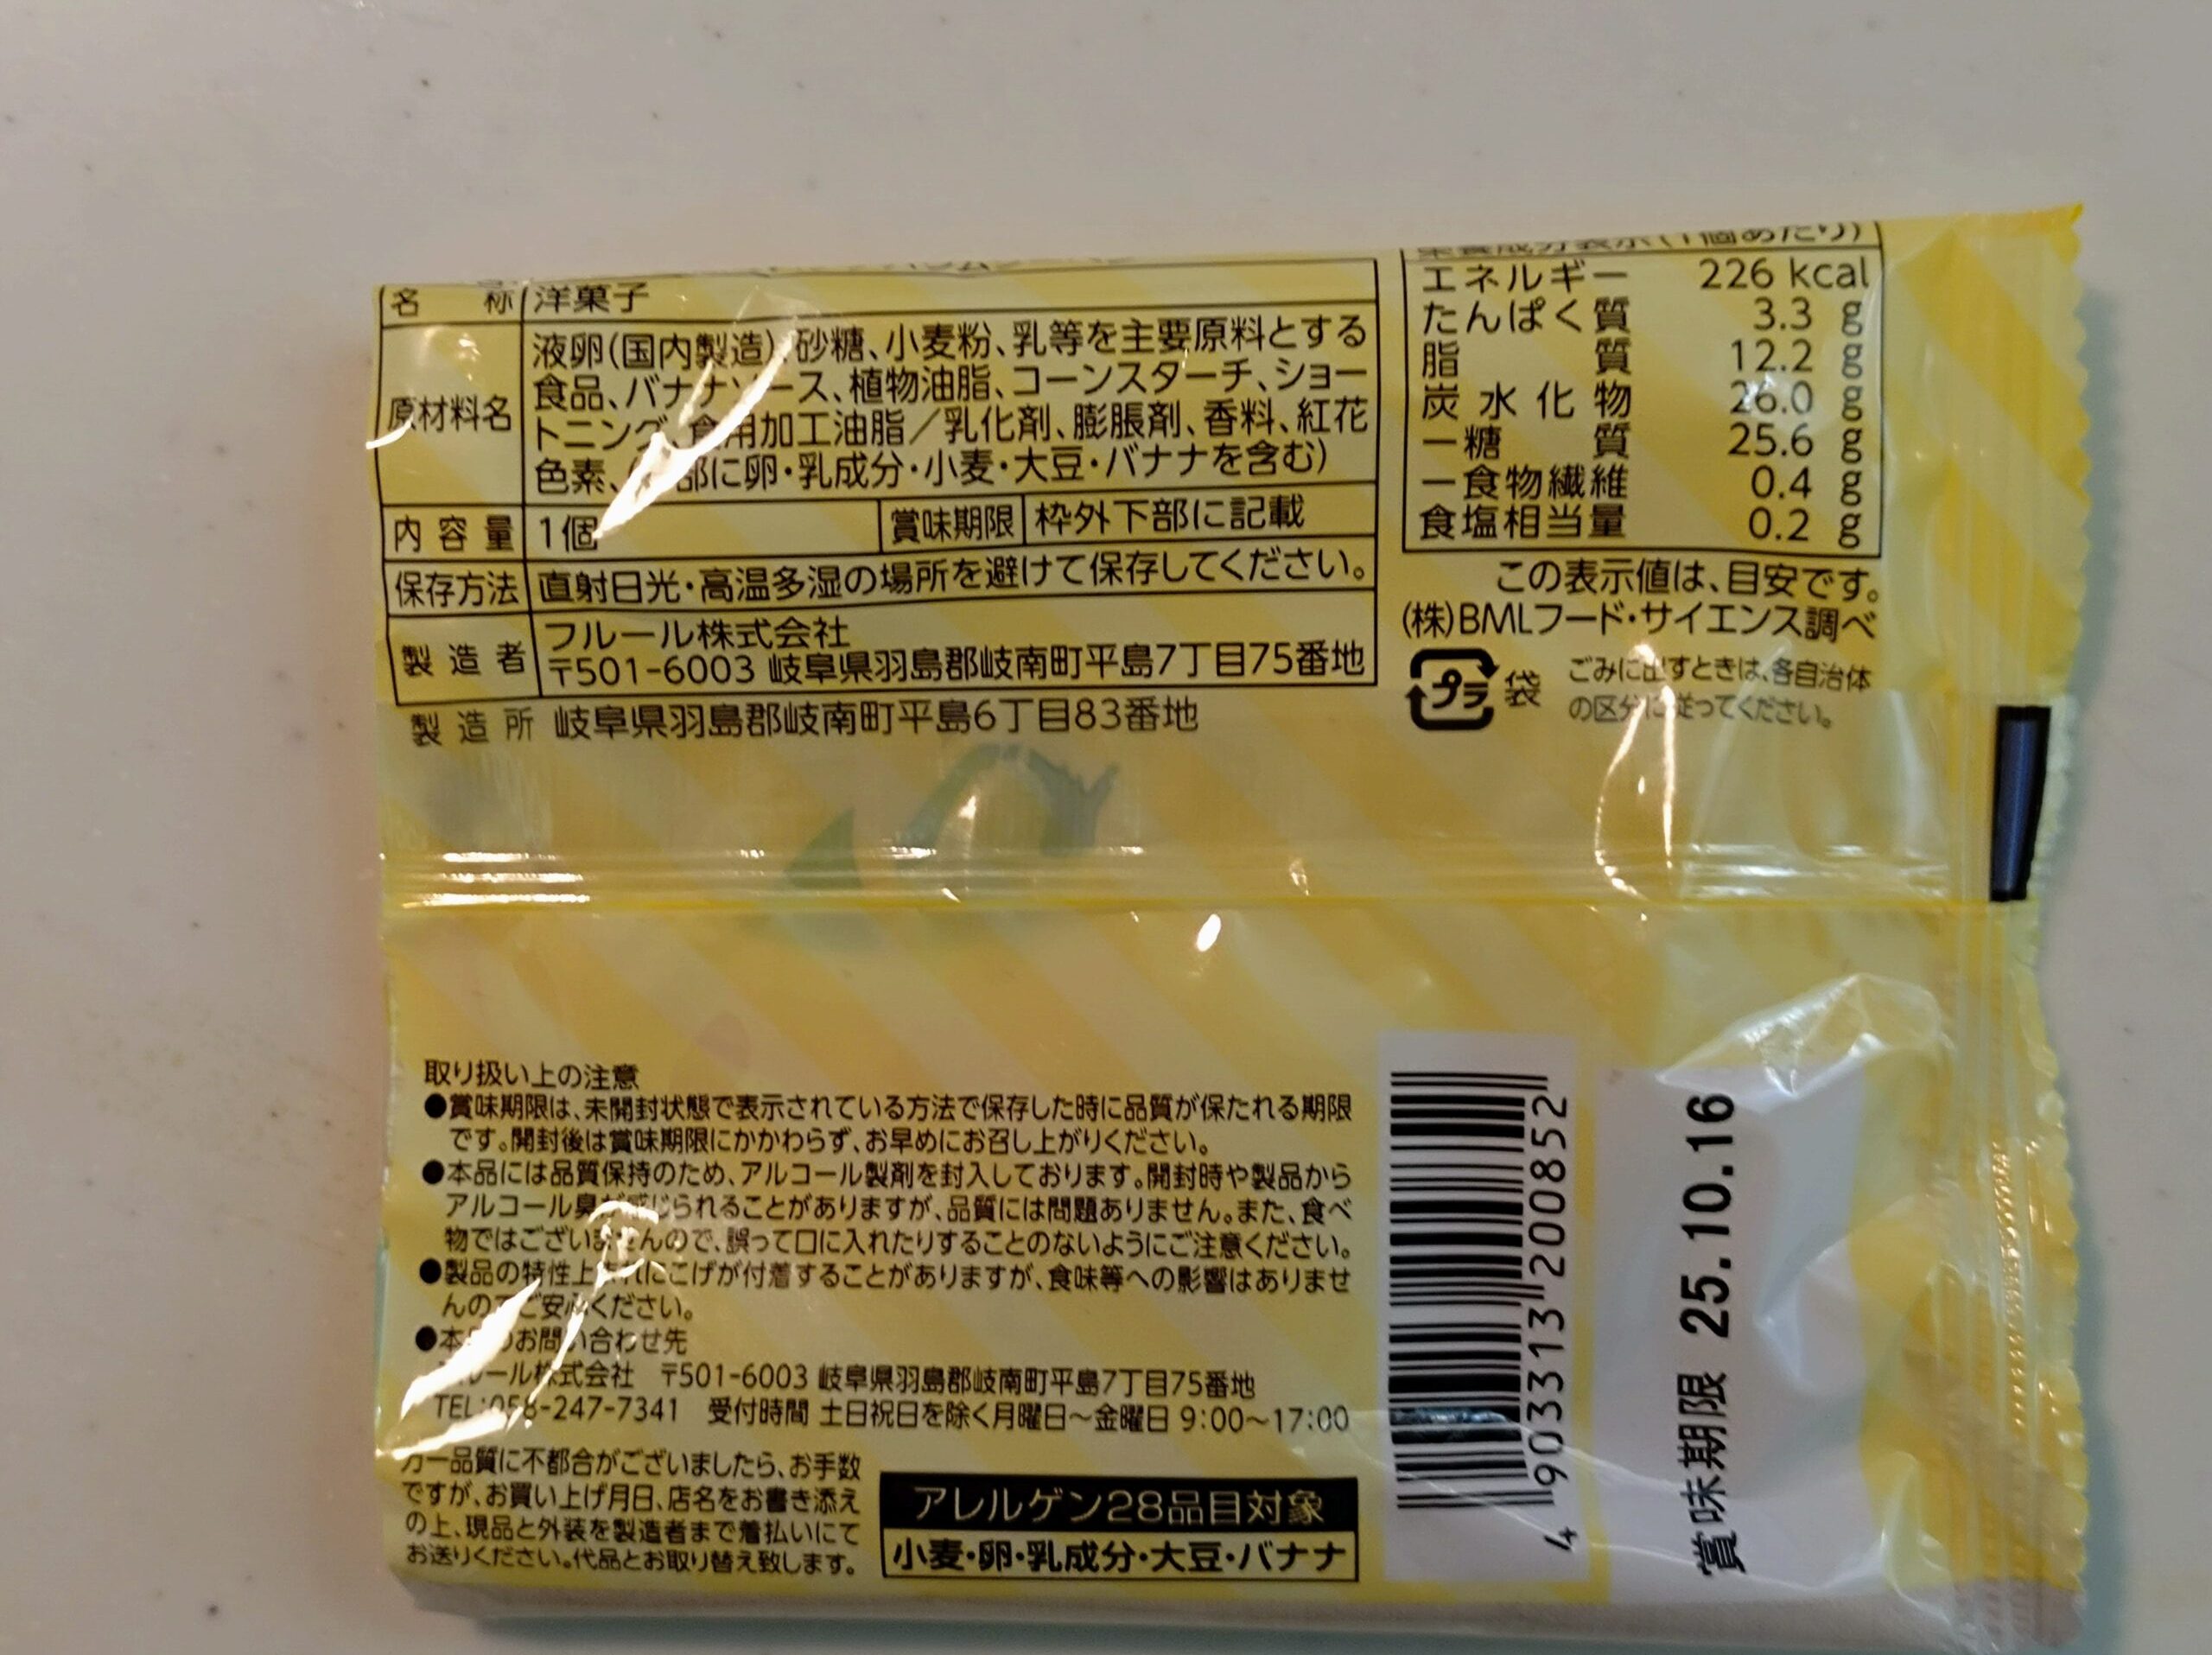 栄養成分表示(1個あたり)
名 称 洋菓子
原材料名
液卵(国内製造)、砂糖、小麦粉、乳等を主要原料とする
食品、バナナソース、植物油脂、コーンスターチ、ショー
トニング、食用加工油脂/乳化剤、膨脹剤、香料、紅花
色素、(一部に卵・乳成分・小麦・大豆・バナナを含む)
内容量 1個 賞味期限 枠外下部に記載
保存方法 直射日光・高温多湿の場所を避けて保存してください。
製造者 フルール株式会社
〒501-6003 岐阜県羽島郡岐南町平島7丁目75番地
製造所 岐阜県羽島郡岐南町平島6丁目83番地
エネルギー 226 kcal
たんぱく質 3.3 g
脂質 12.2 g
炭水化物 26.0 g
ー糖質 25.6 g
ー食物繊維 0.4 g
食塩相当量 0.2 g
この表示値は、目安です。
(株)BMLフード・サイエンス調べ
プラ 袋
ごみに出すときは、各自治体
の区分に従ってください。
取り扱い上の注意
●賞味期限は、未開封状態で表示されている方法で保存した時に品質が保たれる期限
です。開封後は賞味期限にかかわらず、お早めにお召し上がりください。
●本品には品質保持のため、アルコール製剤を封入しております。開封時や製品から
アルコール臭が感じられることがありますが、品質には問題ありません。また、食べ
物ではございませんので、誤って口に入れたりすることのないようにご注意ください。
●製品の特性上まれにこげが付着することがありますが、食味等への影響はありませ
んのでご安心ください。
●本品のお問い合わせ先
フルール株式会社 〒501-6003 岐阜県羽島郡岐南町平島7丁目75番地
TEL:058-247-7341 受付時間 土日祝日を除く月曜日~金曜日 9:00~17:00
万一品質に不都合がございましたら、お手数
ですが、お買い上げ月日、店名をお書き添え
の上、現品と外装を製造者まで着払いにて
お送りください。代品とお取り替え致します。
アレルゲン28品目対象
小麦・卵・乳成分・大豆・バナナ
4 903313 200852
賞味期限 25.10.16